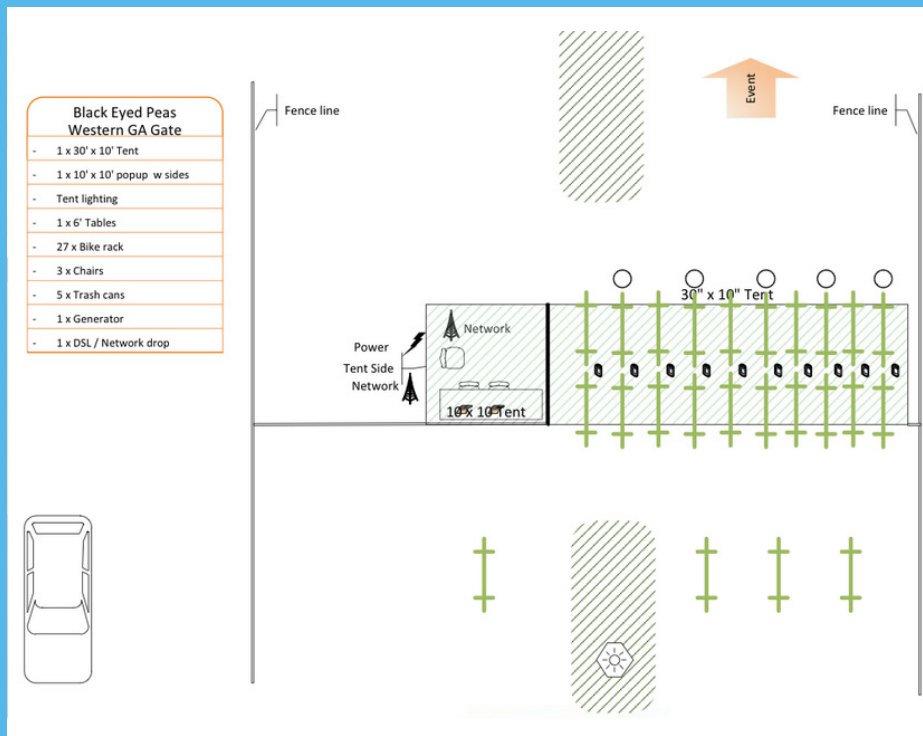 Event
Fence line
Fence line
Black Eyed Peas
Western GA Gate
- 1 x 30' x 10' Tent
- 1 x 10' x 10' popup w sides
- Tent lighting
- 1 x 6' Tables
- 27 x Bike rack
- 3 x Chairs
- 5 x Trash cans
- 1 x Generator
- 1 x DSL / Network drop
30" x 10" Tent
Network
Power
Tent Side
Network
10 x 10 Tent